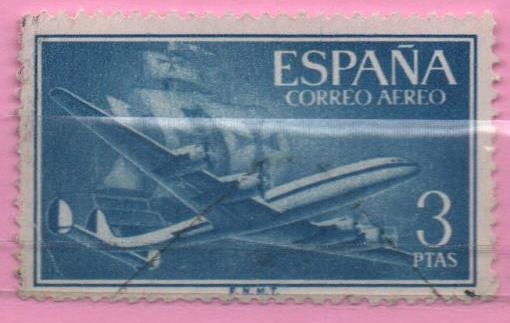 ESPAÑA
CORREO AEREO
3
PTAS
F.N.M.T.